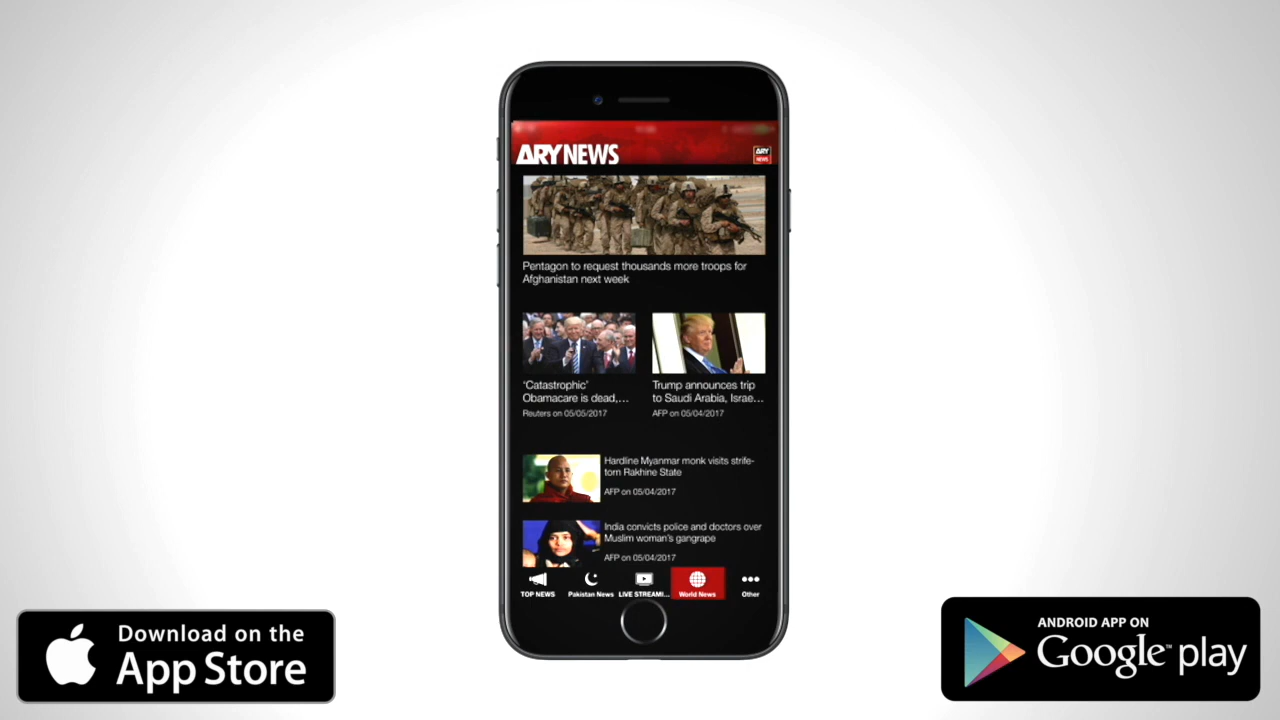 ARY NEWS
ARY
NEWS
Pentagon to request thousands more troops for
Afghanistan next week
‘Catastrophic’
Obamacare is dead,...
Reuters on 05/05/2017
Trump announces trip
to Saudi Arabia, Israe...
AFP on 05/04/2017
Hardline Myanmar monk visits strife-
torn Rakhine State
AFP on 05/04/2017
India convicts police and doctors over
Muslim woman's gangrape
AFP on 05/04/2017
TOP NEWS
Pakistan News
LIVE STREAMI...
World News
Other
Download on the
App Store
ANDROID APP ON
Google™ play